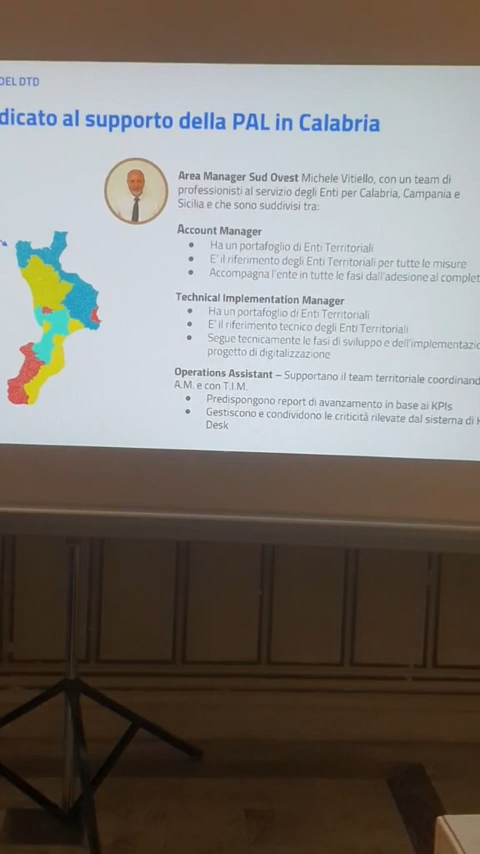 DEL DTD
dicato al supporto della PAL in Calabria
Area Manager Sud Ovest Michele Vitiello, con un team di
professionisti al servizio degli Enti per Calabria, Campania e
Sicilia e che sono suddivisi tra:
Account Manager
• Ha un portafoglio di Enti Territoriali
• E' il riferimento degli Enti Territoriali per tutte le misure
• Accompagna l'ente in tutte le fasi dall'adesione al complet
Technical Implementation Manager
• Ha un portafoglio di Enti Territoriali
• E' il riferimento tecnico degli Enti Territoriali
• Segue tecnicamente le fasi di sviluppo e dell'implementazio
progetto di digitalizzazione
Operations Assistant – Supportano il team territoriale coordinand
A.M. e con T.I.M.
• Predispongono report di avanzamento in base ai KPIs
• Gestiscono e condividono le criticità rilevate dal sistema di H
Desk